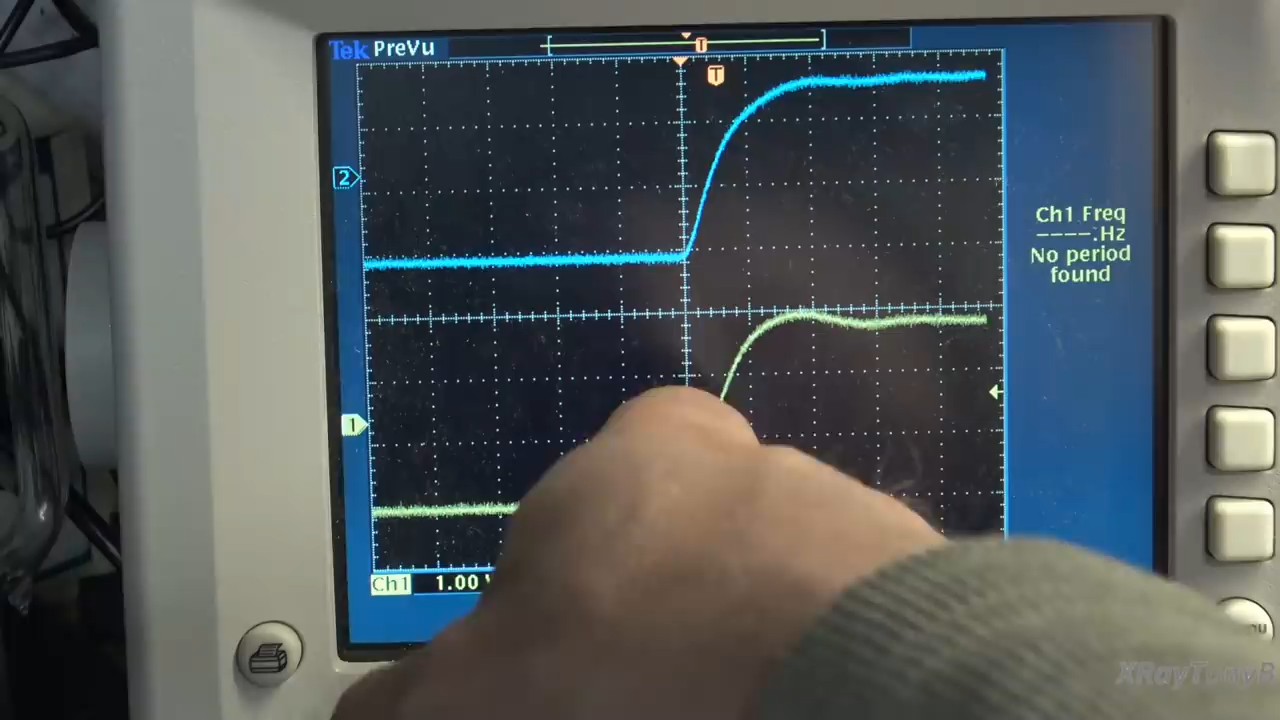 Tek PreVu
T
T
2
Ch1 Freq
----.Hz
No period
found
1
Ch1 1.00